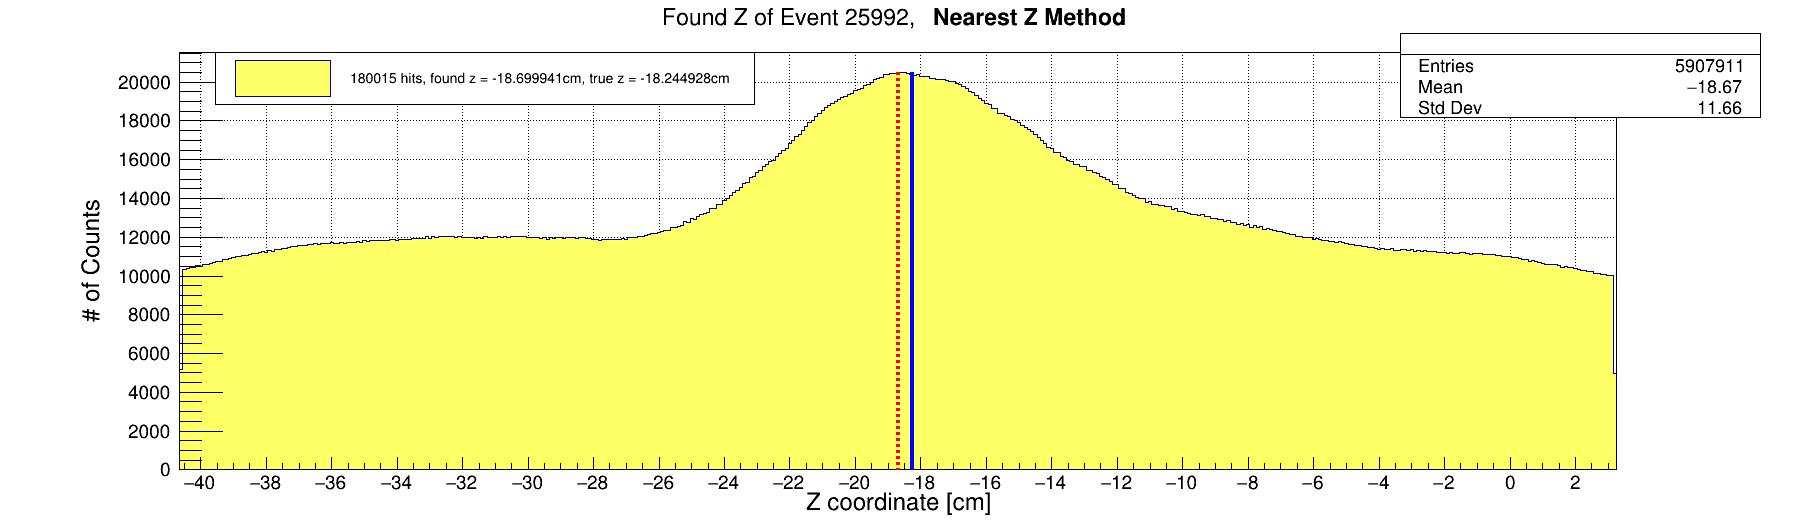 Found Z of Event 25992, Nearest Z Method
180015 hits, found z = -18.699941cm, true z = -18.244928cm
Entries 5907911
Mean −18.67
Std Dev 11.66
20000
18000
16000
14000
12000
10000
8000
6000
4000
2000
0
# of Counts
−40 −38 −36 −34 −32 −30 −28 −26 −24 −22 −20 −18 −16 −14 −12 −10 −8 −6 −4 −2 0 2
Z coordinate [cm]